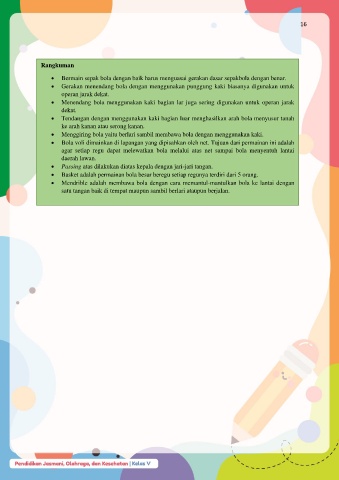 16
Rangkuman
• Bermain sepak bola dengan baik harus menguasai gerakan dasar sepakbola dengan benar.
• Gerakan menendang bola dengan menggunakan punggung kaki biasanya digunakan untuk
operan jarak dekat.
• Menendang bola menggunakan kaki bagian lar juga sering digunakan untuk operan jarak
dekat.
• Tendangan dengan menggunakan kaki bagian luar menghasilkan arah bola menyusur tanah
ke arah kanan atau serong kanan.
• Menggiring bola yaitu berlari sambil membawa bola dengan menggunakan kaki.
• Bola voli dimainkan di lapangan yang dipisahkan oleh net. Tujuan dari permainan ini adalah
agar setiap regu dapat melewatkan bola melalui atas net sampai bola menyentuh lantai
daerah lawan.
• Passing atas dilakukan diatas kepala dengan jari-jari tangan.
• Basket adalah permainan bola besar beregu setiap regunya terdiri dari 5 orang.
• Mendrible adalah membawa bola dengan cara memantul-mantulkan bola ke lantai dengan
satu tangan baik di tempat maupun sambil berlari ataupun berjalan.
Pendidikan Jasmani, Olahraga, dan Kesehatan | Kelas V